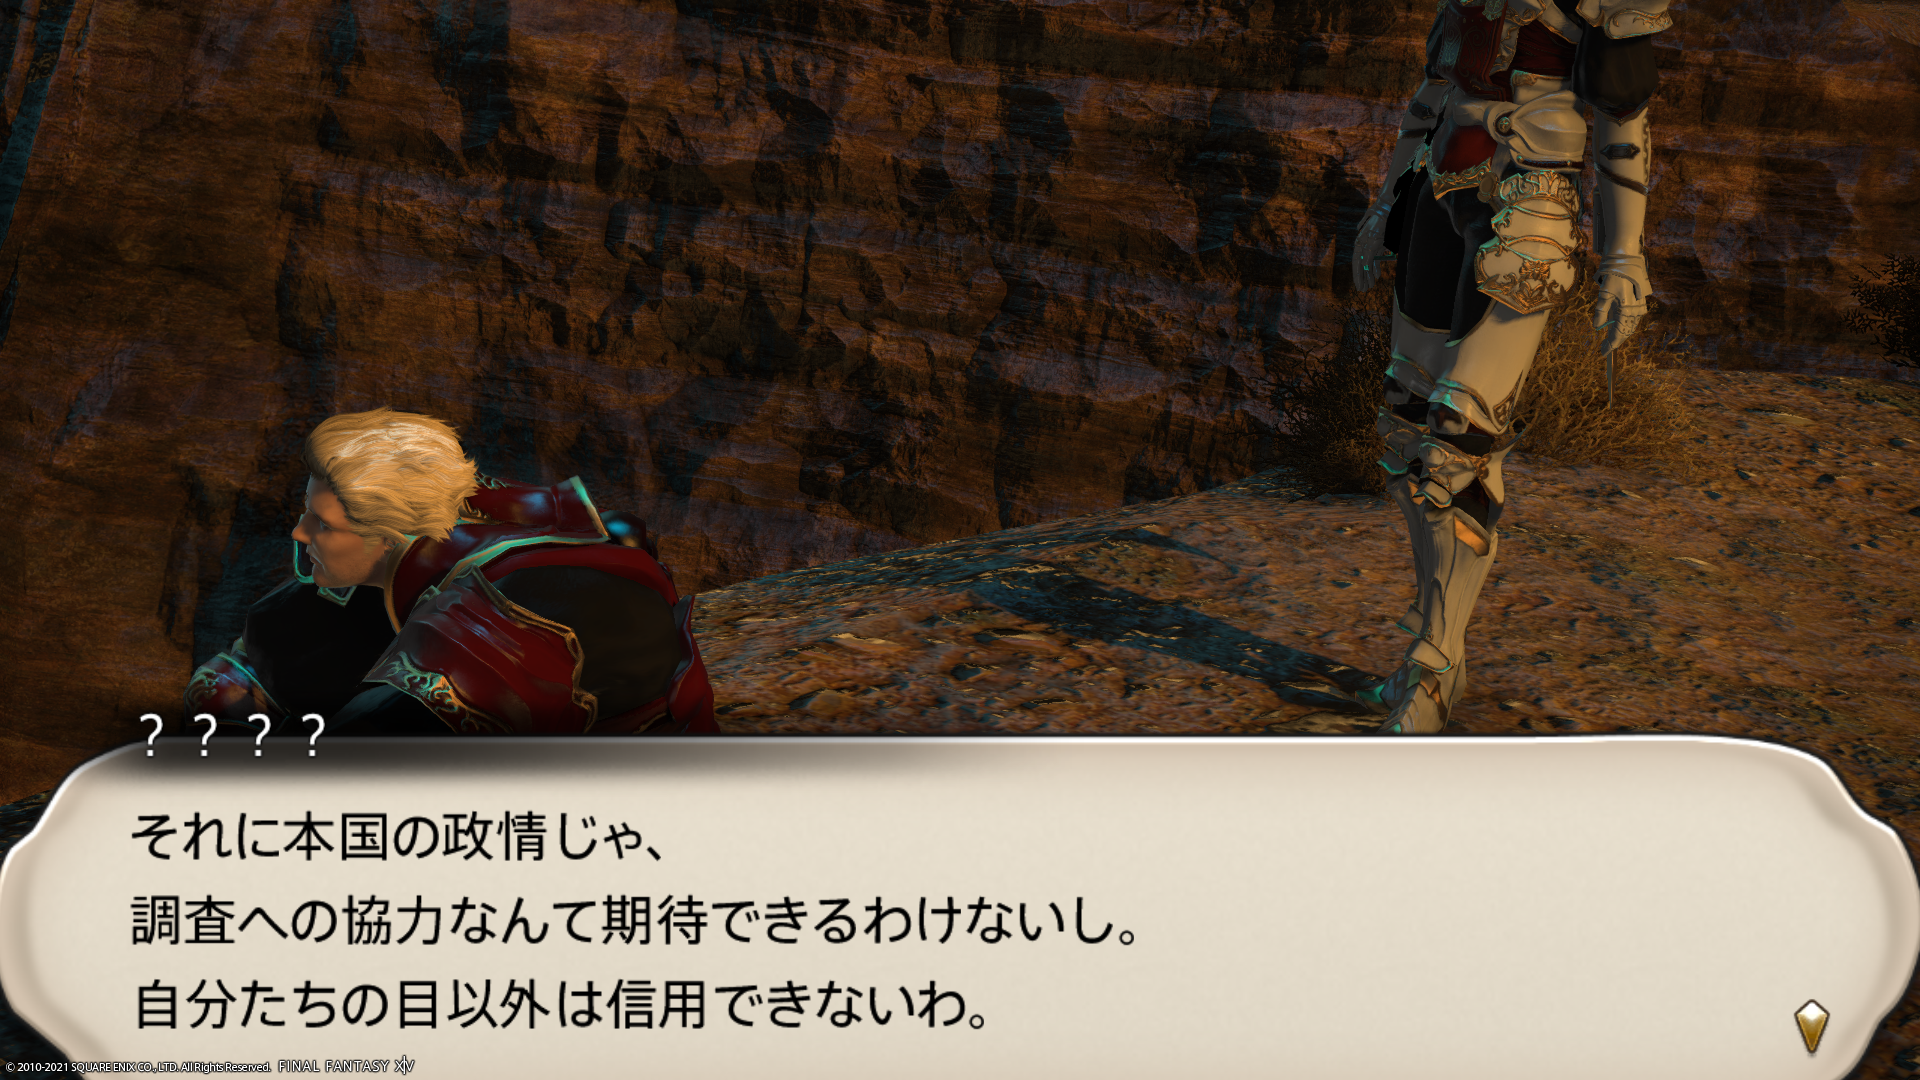 ？？？？
それに本国の政情じゃ、
調査への協力なんて期待できるわけないし。
自分たちの目以外は信用できないわ。
© 2010-2021 SQUARE ENIX CO., LTD. All Rights Reserved. FINAL FANTASY XIV